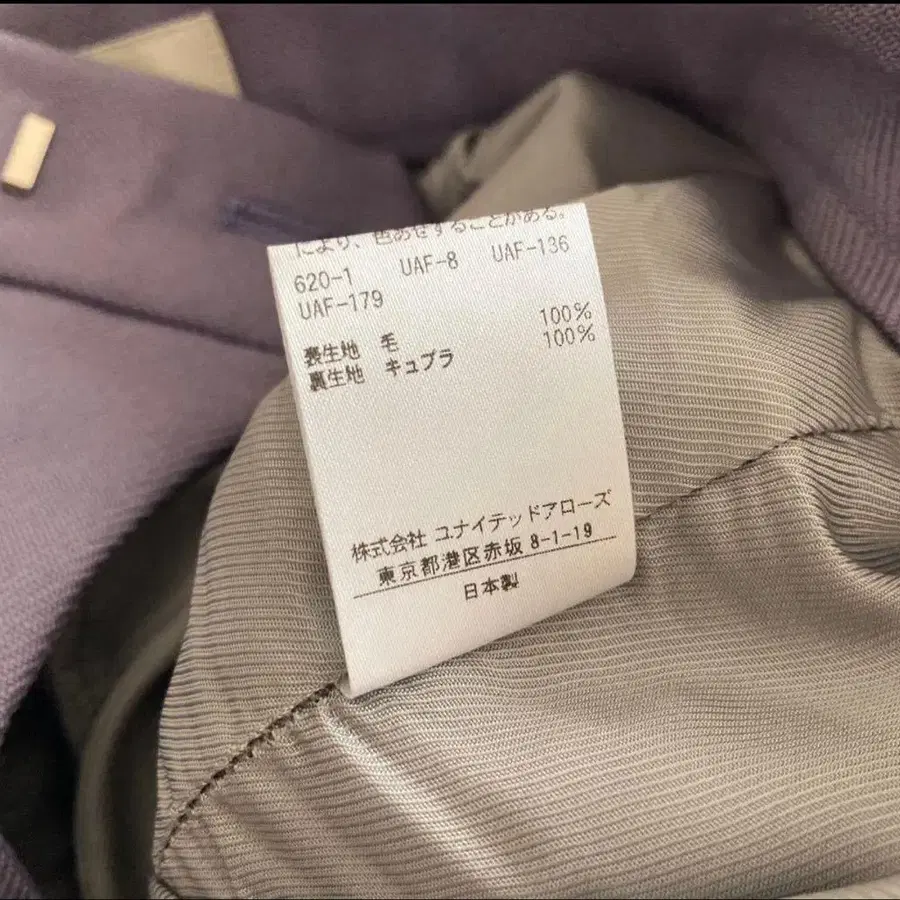 により、色あせすることがある。
620-1 UAF-8 UAF-136
UAF-179
表生地 毛 100%
裏生地 キュプラ 100%
株式会社 ユナイテッドアローズ
東京都港区赤坂 8-1-19
日本製